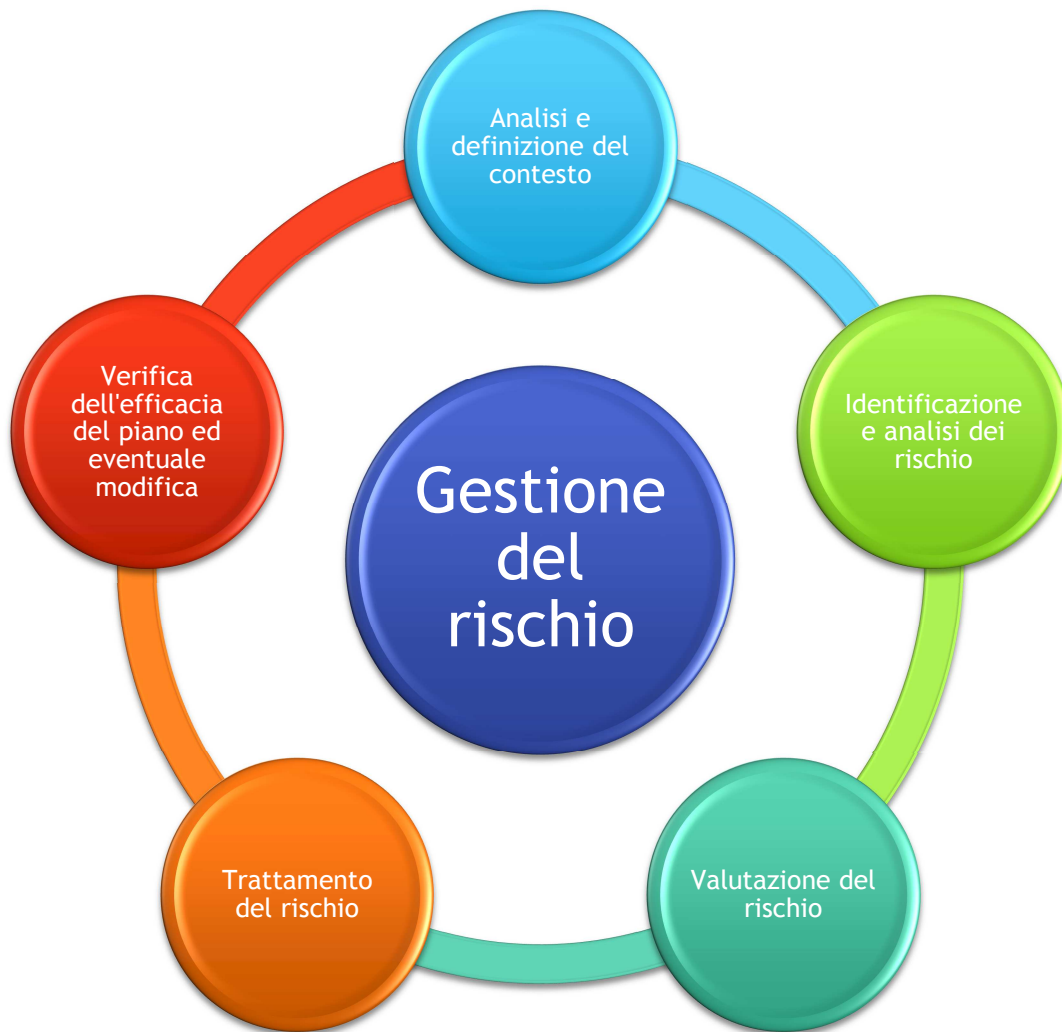 Analisi e
definizione del
contesto
Identificazione
e analisi dei
rischio
Valutazione del
rischio
Trattamento
del rischio
Verifica
dell'efficacia
del piano ed
eventuale
modifica
Gestione
del
rischio